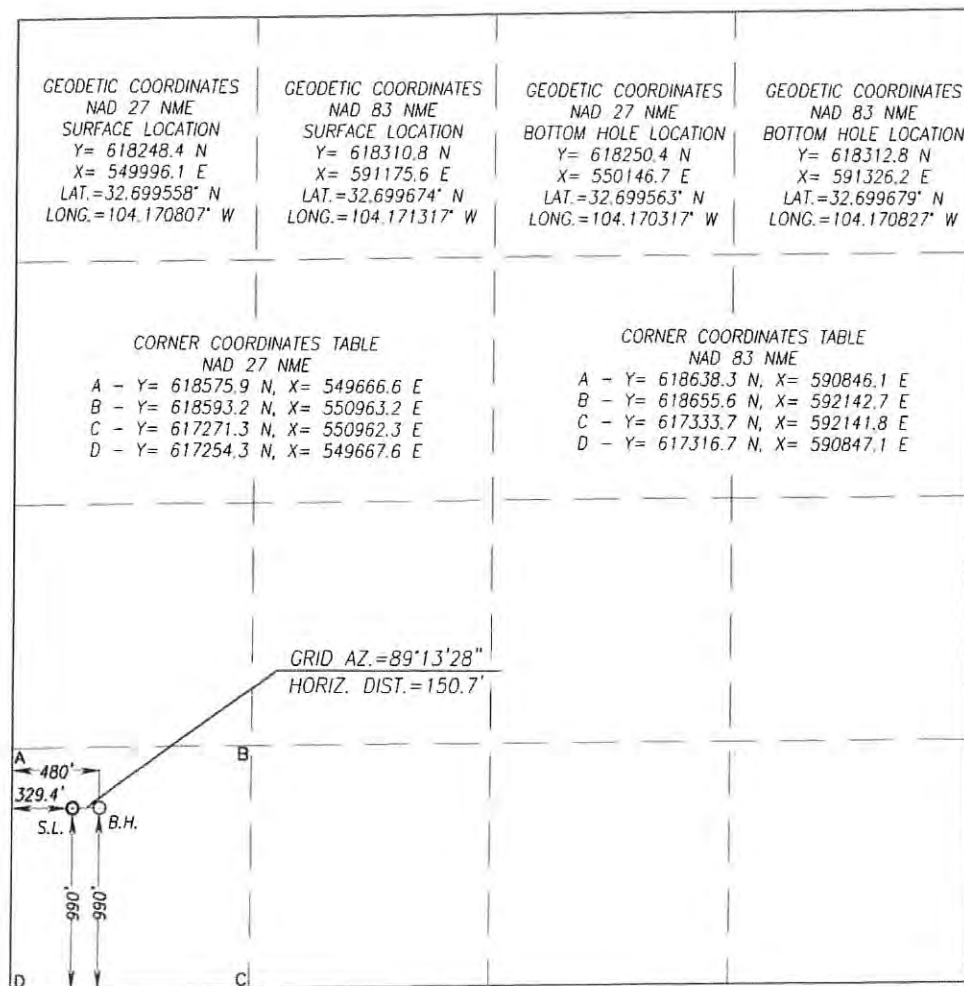 GEODETIC COORDINATES
NAD 27 NME
SURFACE LOCATION
Y= 618248.4 N
X= 549996.1 E
LAT.=32.699558° N
LONG.=104.170807° W
GEODETIC COORDINATES
NAD 83 NME
SURFACE LOCATION
Y= 618310.8 N
X= 591175.6 E
LAT.=32.699674° N
LONG.=104.171317° W
GEODETIC COORDINATES
NAD 27 NME
BOTTOM HOLE LOCATION
Y= 618250.4 N
X= 550146.7 E
LAT.=32.699563° N
LONG.=104.170317° W
GEODETIC COORDINATES
NAD 83 NME
BOTTOM HOLE LOCATION
Y= 618312.8 N
X= 591326.2 E
LAT.=32.699679° N
LONG.=104.170827° W
CORNER COORDINATES TABLE
NAD 27 NME
A - Y= 618575.9 N, X= 549666.6 E
B - Y= 618593.2 N, X= 550963.2 E
C - Y= 617271.3 N, X= 550962.3 E
D - Y= 617254.3 N, X= 549667.6 E
CORNER COORDINATES TABLE
NAD 83 NME
A - Y= 618638.3 N, X= 590846.1 E
B - Y= 618655.6 N, X= 592142.7 E
C - Y= 617333.7 N, X= 592141.8 E
D - Y= 617316.7 N, X= 590847.1 E
GRID AZ.=89°13'28"
HORIZ. DIST.=150.7'
A
B
480'
329.4'
S.L.
B.H.
990'
990'
D
C